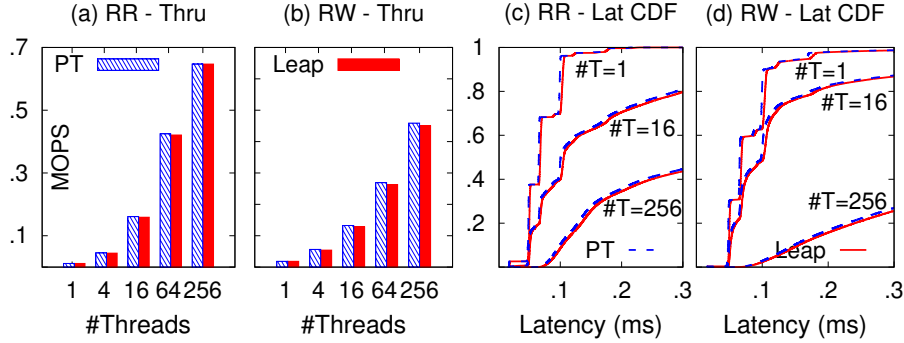 (a) RR - Thru
(b) RW - Thru
(c) RR - Lat CDF
(d) RW - Lat CDF
MOPS
.7
.5
.3
.1
PT
Leap
1 4 16 64 256
#Threads
1 4 16 64 256
#Threads
1
.8
.6
.4
.2
#T=1
#T=16
#T=256
PT
.1 .2 .3
Latency (ms)
#T=1
#T=16
#T=256
Leap
.1 .2 .3
Latency (ms)